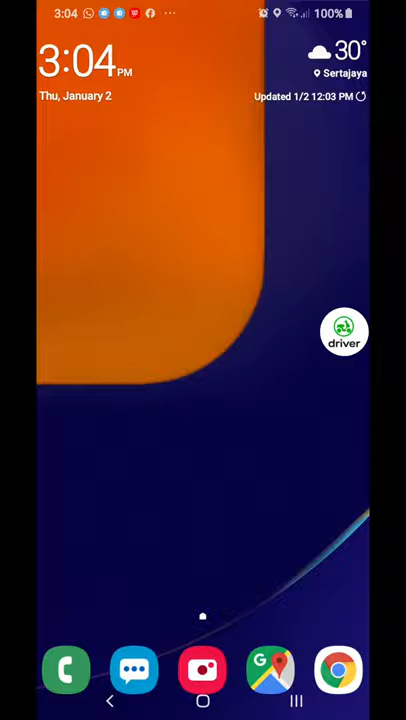 3:04 ... 100%
3:04 PM
30°
Sertajaya
Thu, January 2
Updated 1/2 12:03 PM
driver
G